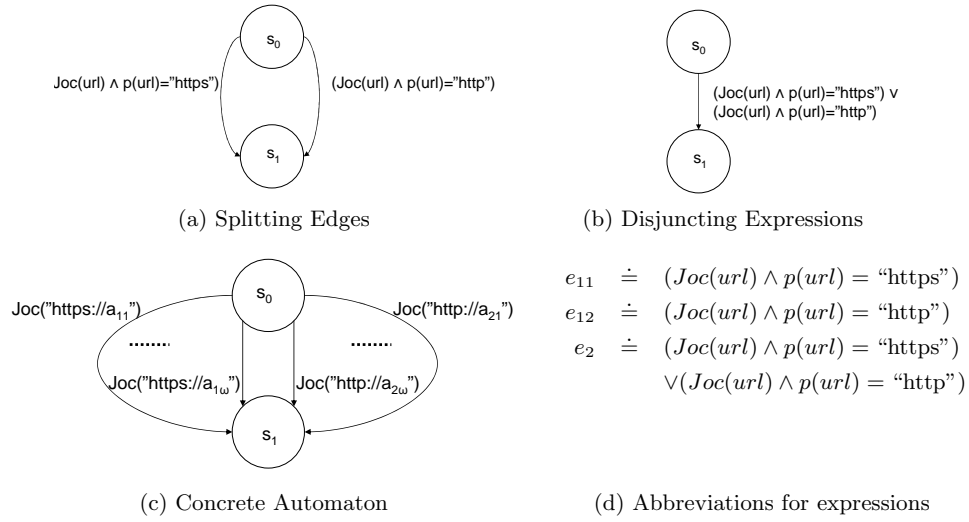 s₀
Joc(url) ∧ p(url)="https")
(Joc(url) ∧ p(url)="http")
s₁
(a) Splitting Edges
s₀
(Joc(url) ∧ p(url)="https") ∨
(Joc(url) ∧ p(url)="http")
s₁
(b) Disjuncting Expressions
s₀
Joc("https://a₁₁")
Joc("http://a₂₁")
........ ........
Joc("https://a₁ω")
Joc("http://a₂ω")
s₁
(c) Concrete Automaton
e₁₁ ≐ (Joc(url) ∧ p(url) = “https”)
e₁₂ ≐ (Joc(url) ∧ p(url) = “http”)
e₂ ≐ (Joc(url) ∧ p(url) = “https”)
∨(Joc(url) ∧ p(url) = “http”)
(d) Abbreviations for expressions